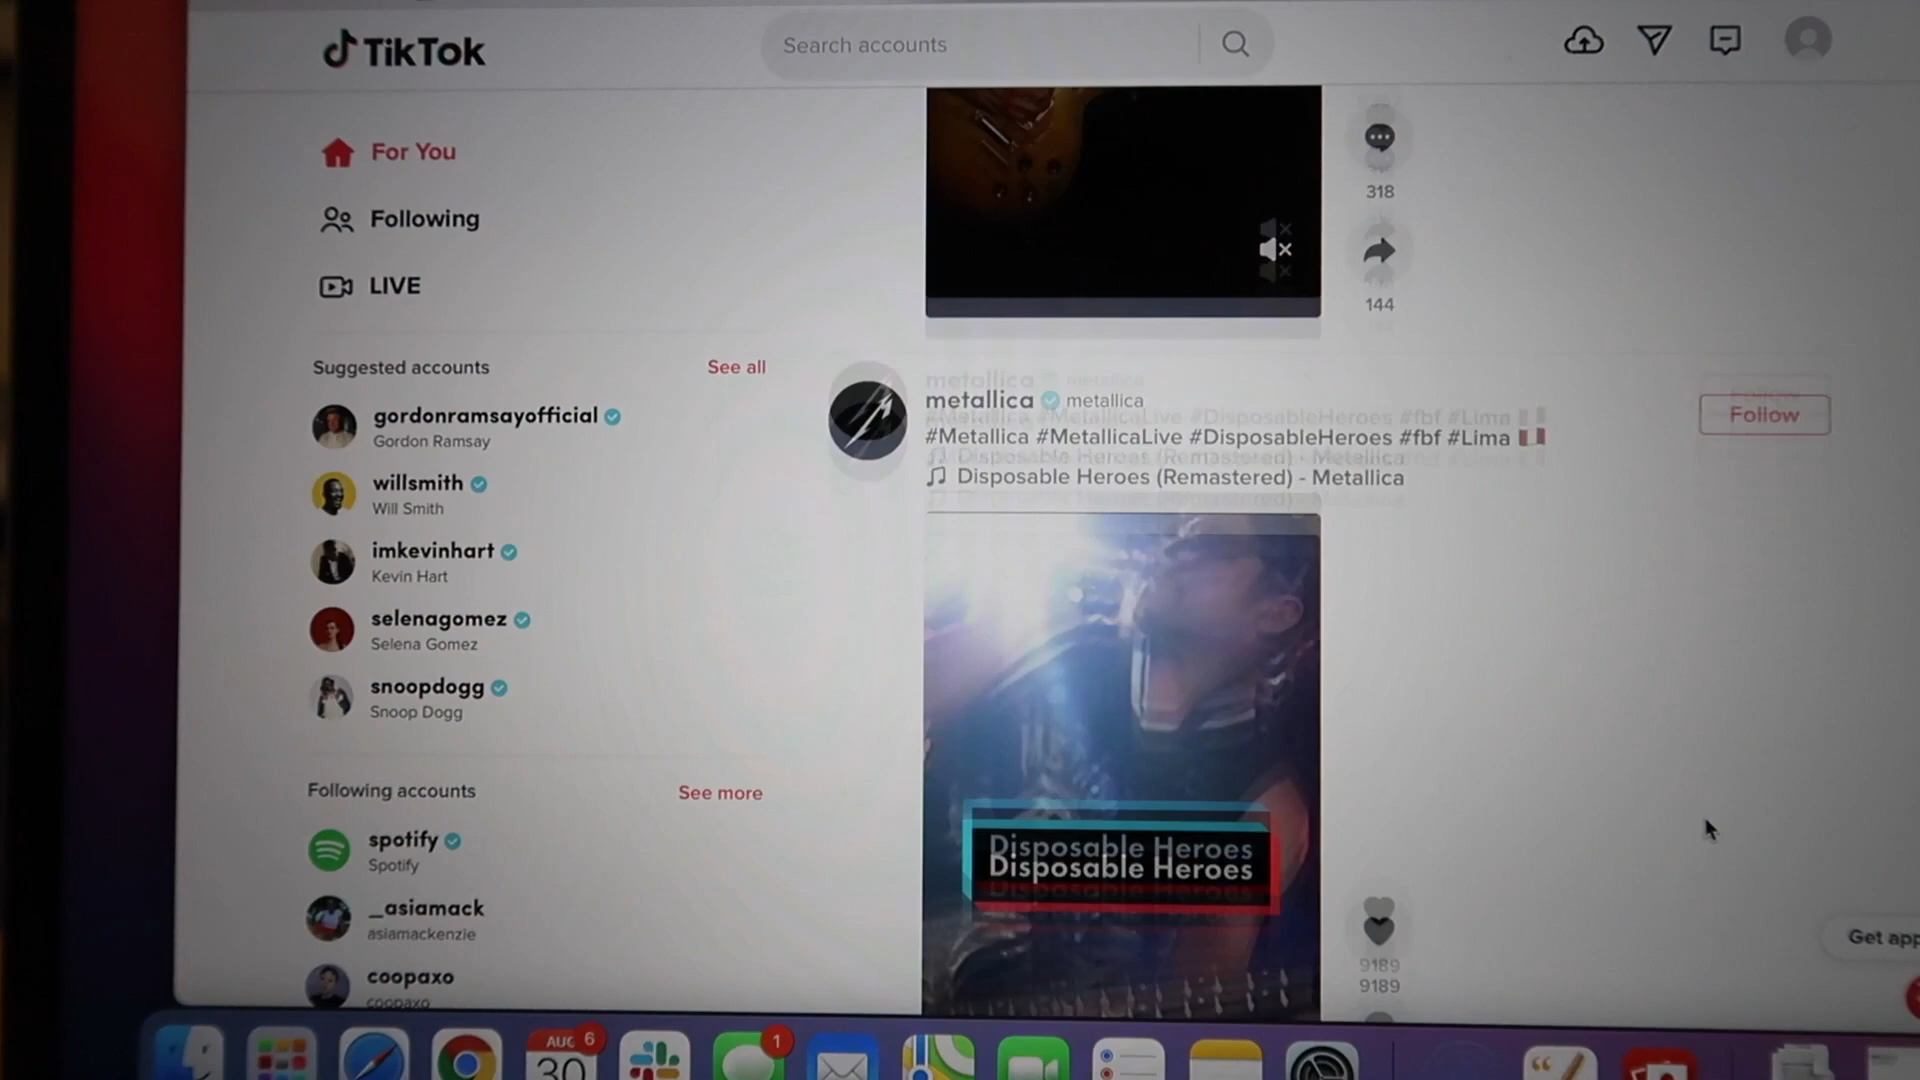 TikTok
Search accounts
For You
Following
LIVE
Suggested accounts
See all
gordonramsayofficial
Gordon Ramsay
willsmith
Will Smith
imkevinhart
Kevin Hart
selenagomez
Selena Gomez
snoopdogg
Snoop Dogg
Following accounts
See more
spotify
Spotify
_asiamack
asiamackenzie
coopaxo
coopaxo
318
144
metallica metallica
#Metallica #MetallicaLive #DisposableHeroes #fbf #Lima
Disposable Heroes (Remastered) - Metallica
Follow
Disposable Heroes
9189
Get app
AUG 6
30
1